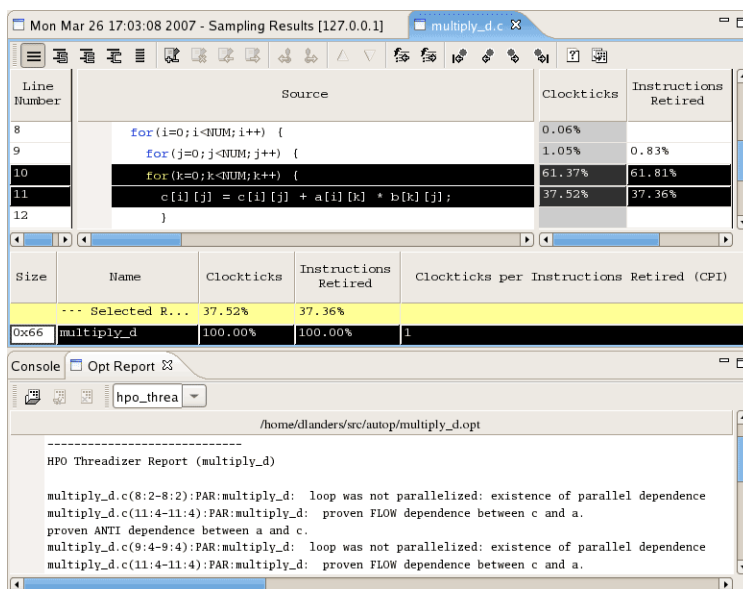 Mon Mar 26 17:03:08 2007 - Sampling Results [127.0.0.1] multiply_d.c
Line Number Source Clockticks Instructions Retired
8 for(i=0;i<NUM;i++) { 0.06%
9 for(j=0;j<NUM;j++) { 1.05% 0.83%
10 for(k=0;k<NUM;k++) { 61.37% 61.81%
11 c[i][j] = c[i][j] + a[i][k] * b[k][j]; 37.52% 37.36%
12 }
Size Name Clockticks Instructions Retired Clockticks per Instructions Retired (CPI)
--- Selected R... 37.52% 37.36%
0x66 multiply_d 100.00% 100.00% 1
Console Opt Report
hpo_threa
/home/dlanders/src/autop/multiply_d.opt
-----------------------------
HPO Threadizer Report (multiply_d)
multiply_d.c(8:2-8:2):PAR:multiply_d: loop was not parallelized: existence of parallel dependence
multiply_d.c(11:4-11:4):PAR:multiply_d: proven FLOW dependence between c and a.
proven ANTI dependence between a and c.
multiply_d.c(9:4-9:4):PAR:multiply_d: loop was not parallelized: existence of parallel dependence
multiply_d.c(11:4-11:4):PAR:multiply_d: proven FLOW dependence between c and a.